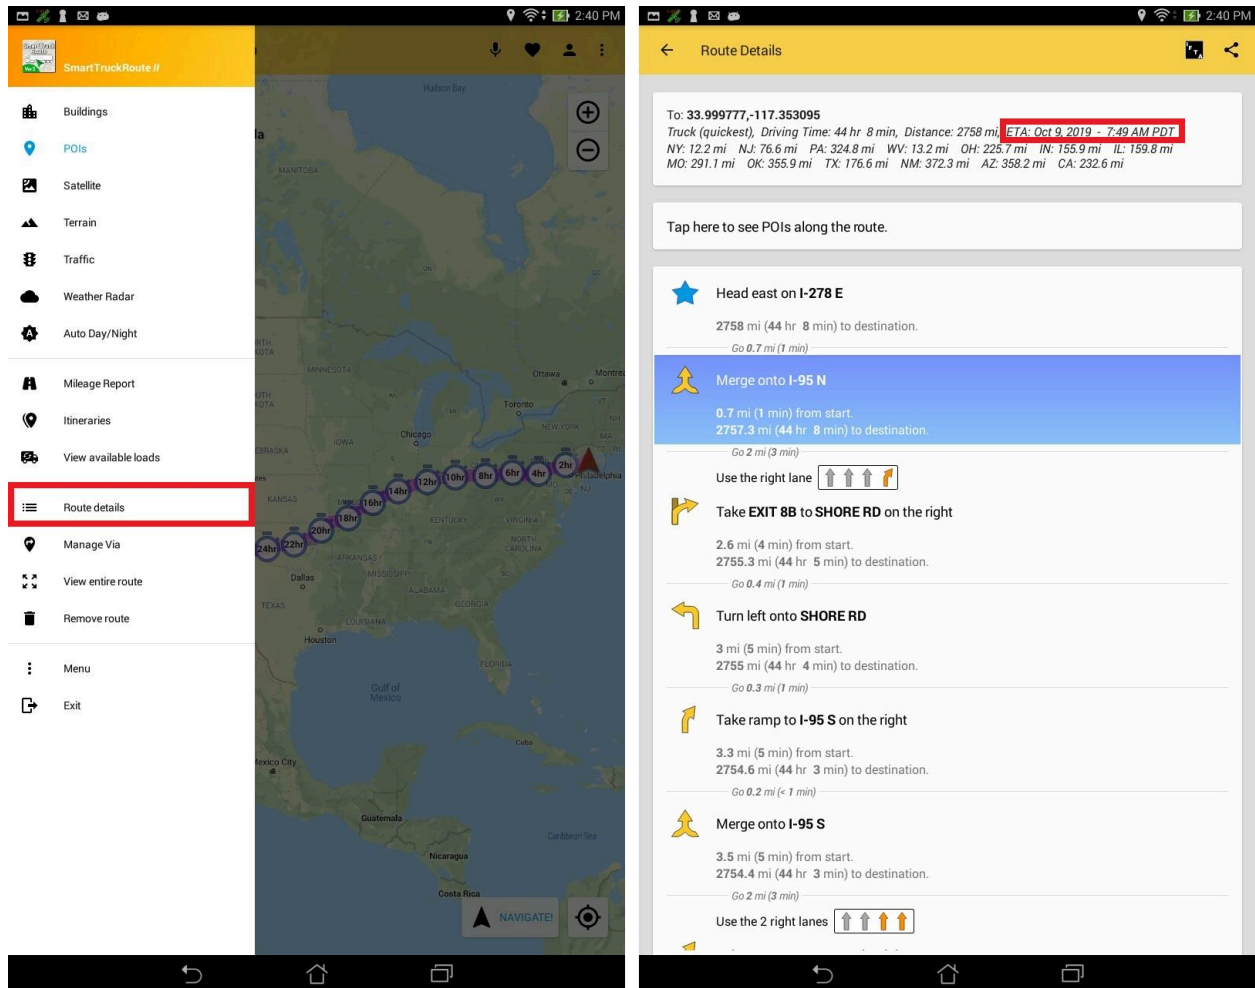 2:40 PM
SmartTruckRoute //
Buildings
POIs
Satellite
Terrain
Traffic
Weather Radar
Auto Day/Night
Mileage Report
Itineraries
View available loads
Route details
Manage Via
View entire route
Remove route
Menu
Exit
Hudson Bay
MANITOBA
ON
QC
MINNESOTA
Ottawa
Montrea
Toronto
VT
NH
NEW YORK
MA
IOWA
Chicago
EBRASKA
KANSAS
Philadelphia
MD
NJ
KENTUCKY
VIRGINIA
TN
NORTH
CAROLINA
ARKANSAS
MISSISSIPPI
SC
Dallas
ALABAMA
GEORGIA
TEXAS
LOUISIANA
Houston
FLORIDA
Gulf of
Mexico
Cuba
Mexico City
Guatemala
Caribbean Sea
Nicaragua
Costa Rica
24hr 22hr 20hr 18hr 16hr 14hr 12hr 10hr 8hr 6hr 4hr 2hr
NAVIGATE!
2:40 PM
Route Details
To: 33.999777,-117.353095
Truck (quickest), Driving Time: 44 hr 8 min, Distance: 2758 mi, ETA: Oct 9, 2019 - 7:49 AM PDT
NY: 12.2 mi NJ: 76.6 mi PA: 324.8 mi WV: 13.2 mi OH: 225.7 mi IN: 155.9 mi IL: 159.8 mi
MO: 291.1 mi OK: 355.9 mi TX: 176.6 mi NM: 372.3 mi AZ: 358.2 mi CA: 232.6 mi
Tap here to see POIs along the route.
Head east on I-278 E
2758 mi (44 hr 8 min) to destination.
Go 0.7 mi (1 min)
Merge onto I-95 N
0.7 mi (1 min) from start.
2757.3 mi (44 hr 8 min) to destination.
Go 2 mi (3 min)
Use the right lane
Take EXIT 8B to SHORE RD on the right
2.6 mi (4 min) from start.
2755.3 mi (44 hr 5 min) to destination.
Go 0.4 mi (1 min)
Turn left onto SHORE RD
3 mi (5 min) from start.
2755 mi (44 hr 4 min) to destination.
Go 0.3 mi (1 min)
Take ramp to I-95 S on the right
3.3 mi (5 min) from start.
2754.6 mi (44 hr 3 min) to destination.
Go 0.2 mi (< 1 min)
Merge onto I-95 S
3.5 mi (5 min) from start.
2754.4 mi (44 hr 3 min) to destination.
Go 2 mi (3 min)
Use the 2 right lanes